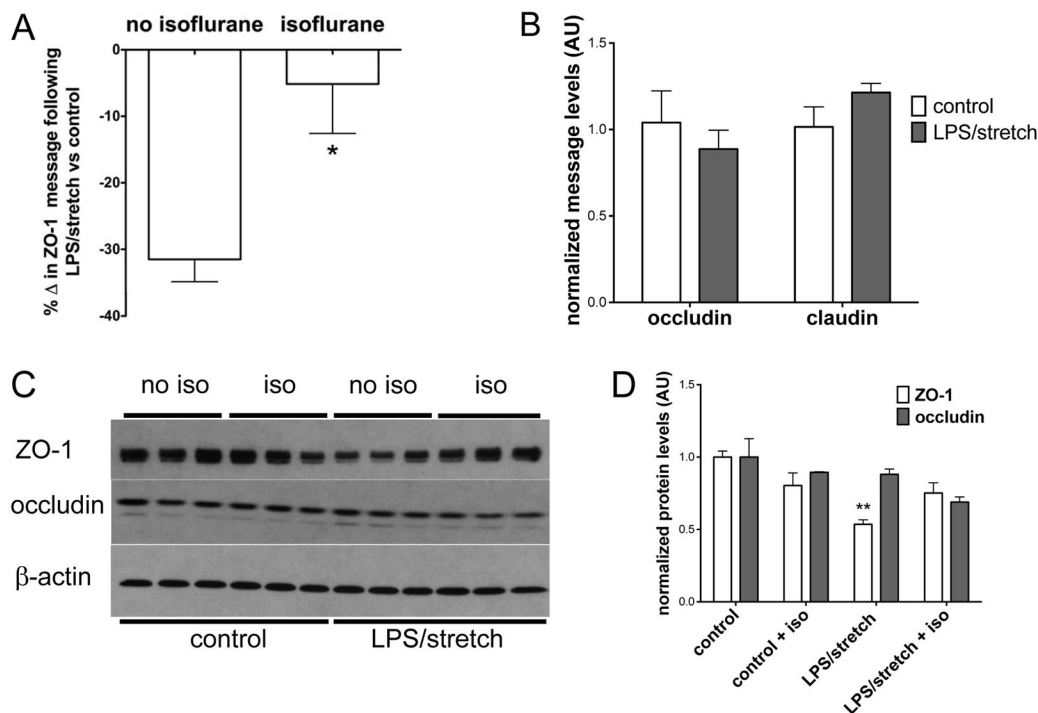 A
no isoflurane isoflurane
% Δ in ZO-1 message following
LPS/stretch vs control
0
-10
-20
-30
-40
*
B
normalized message levels (AU)
1.5
1.0
0.5
0.0
occludin claudin
control
LPS/stretch
C
no iso iso no iso iso
ZO-1
occludin
β-actin
control LPS/stretch
D
normalized protein levels (AU)
1.5
1.0
0.5
0.0
**
ZO-1
occludin
control
control + iso
LPS/stretch
LPS/stretch + iso